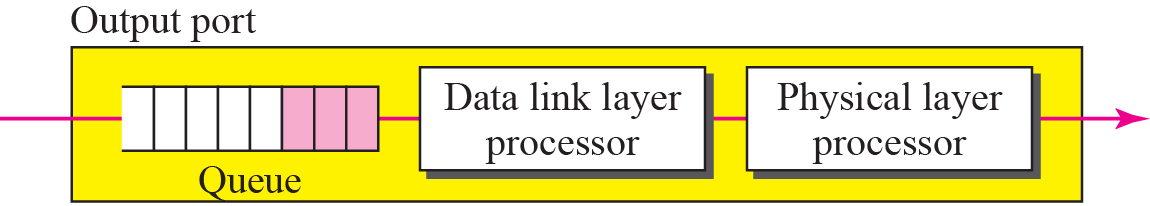 Output port
Data link layer
processor
Physical layer
processor
Queue